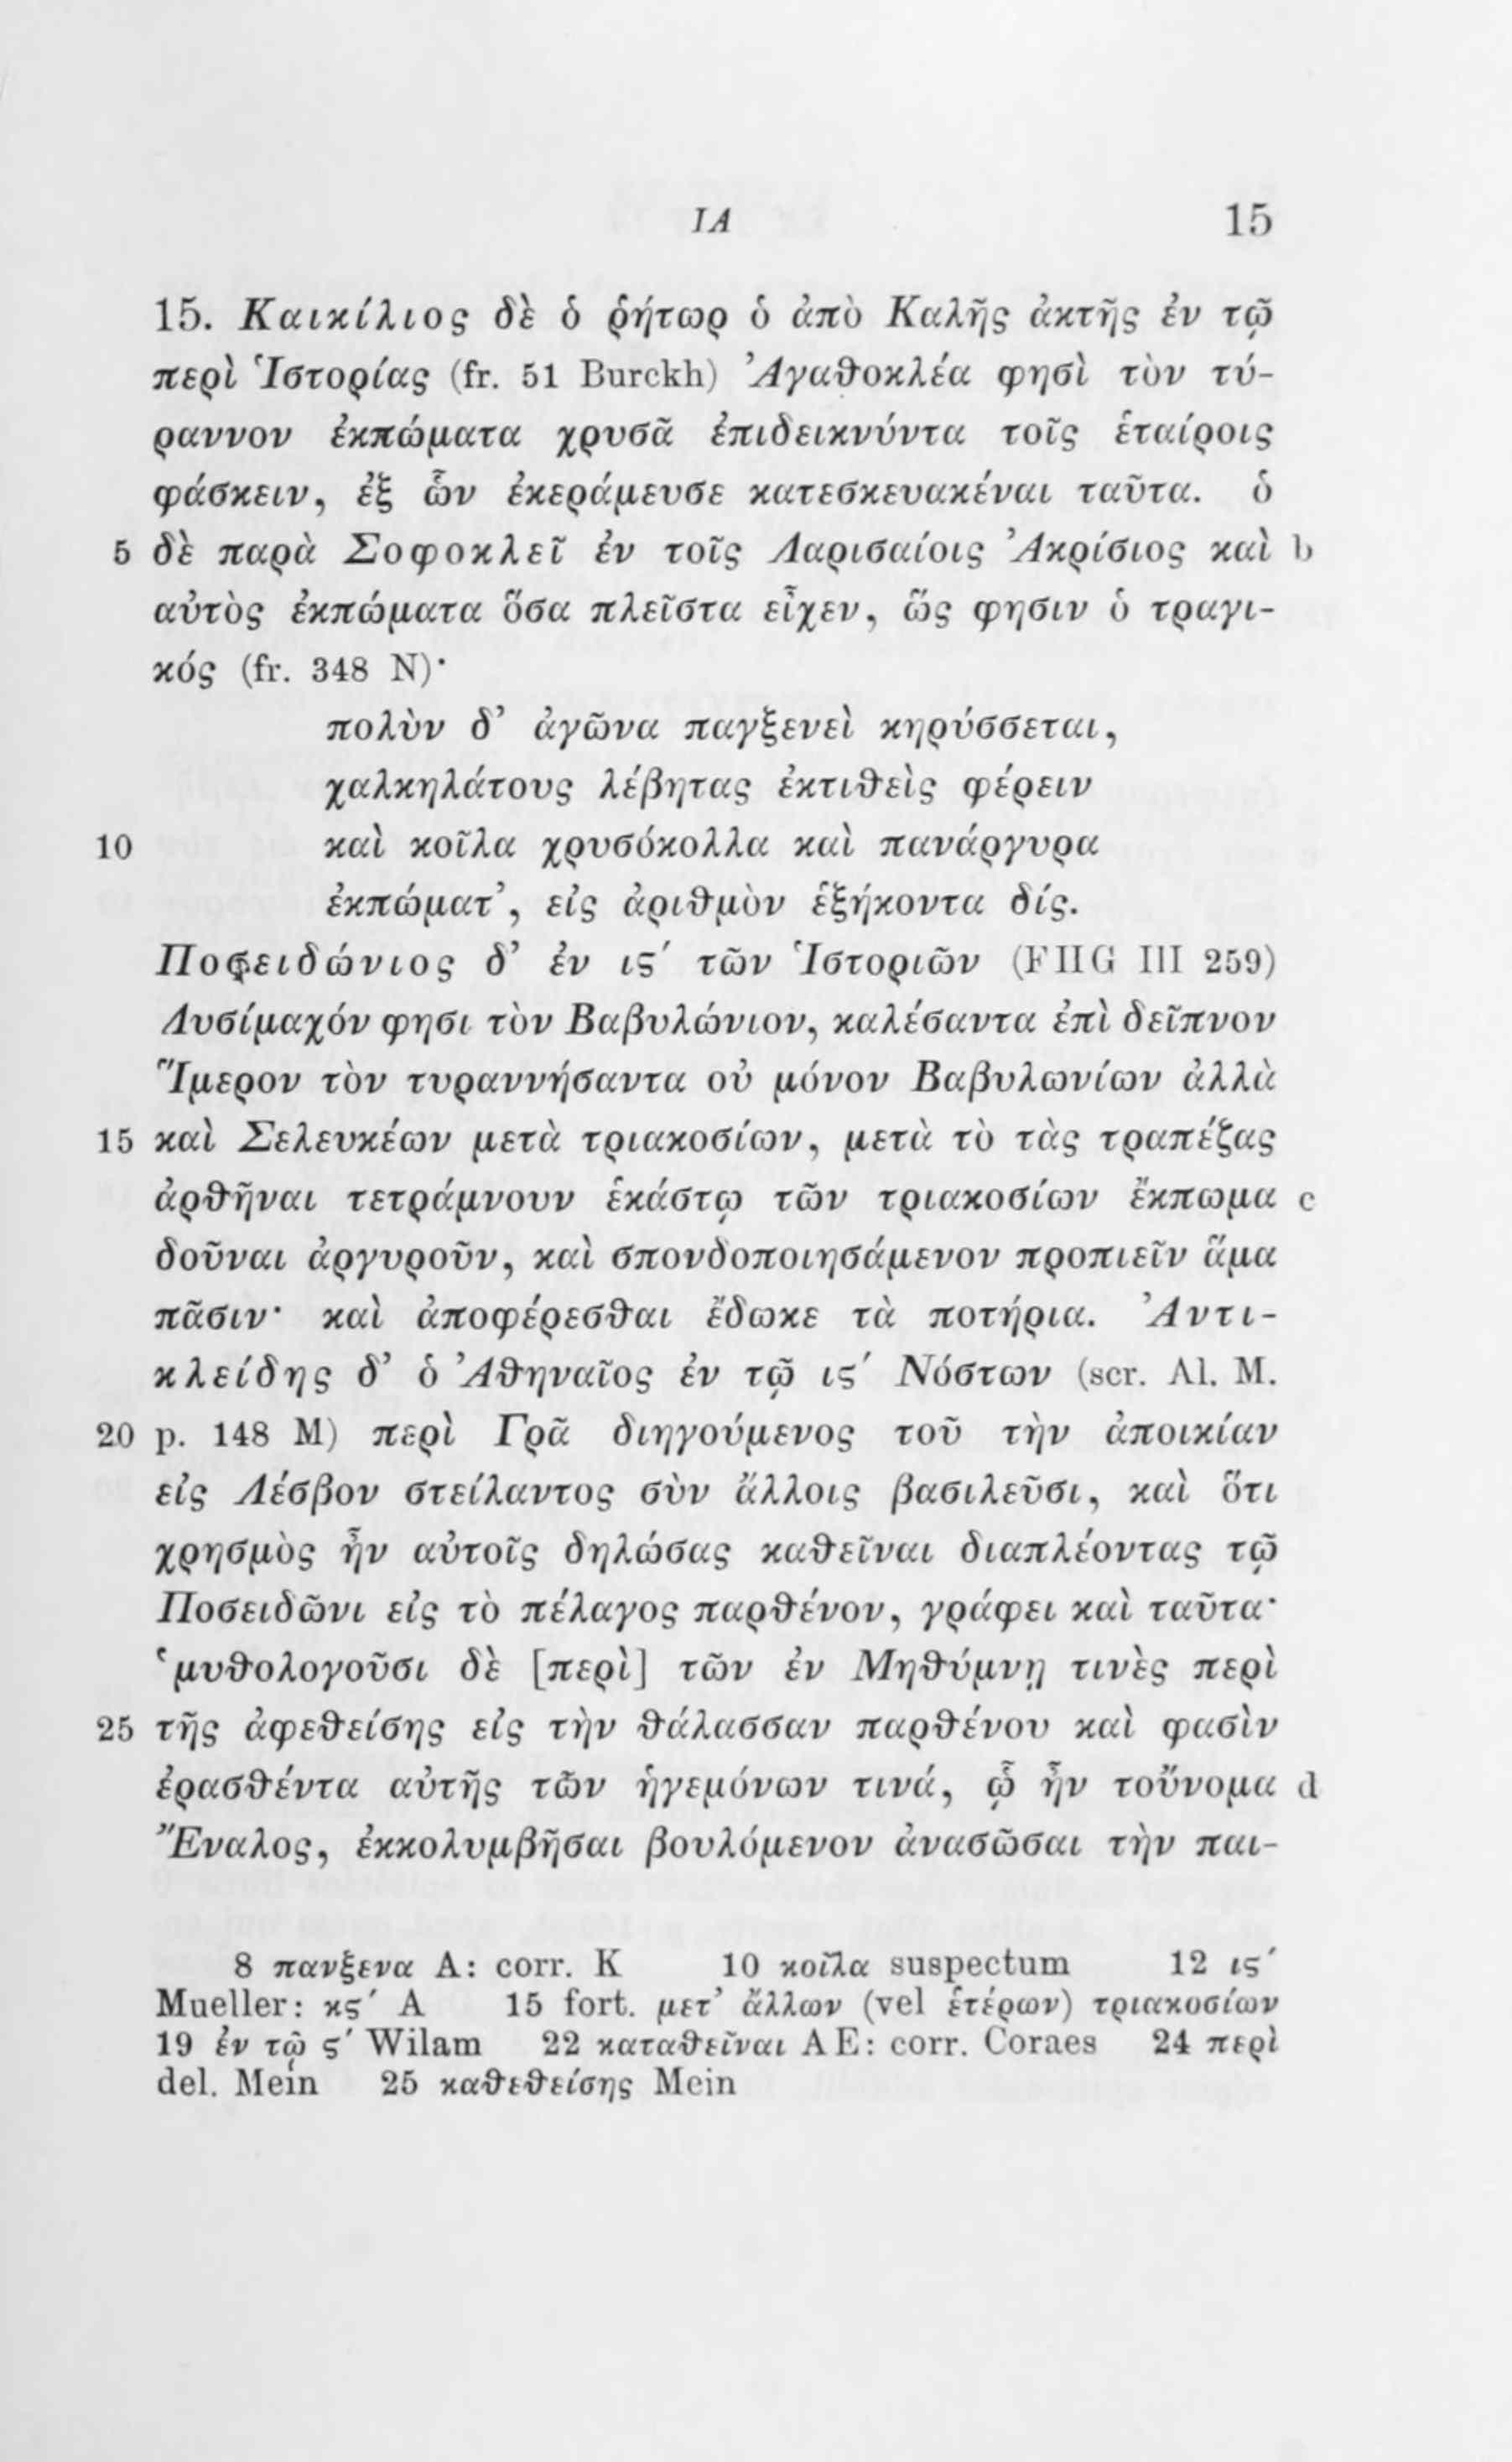 ΙΑ 15
15. Καικίλιος δὲ ὁ ῥήτωρ ὁ ἀπὸ Καλῆς ἀκτῆς ἐν τῷ
περὶ Ἱστορίας (fr. 51 Burckh) Ἀγαθοκλέα φησὶ τὸν τύ-
ραννον ἐκπώματα χρυσᾶ ἐπιδεικνύντα τοῖς ἑταίροις
φάσκειν, ἐξ ὧν ἐκεράμευσε κατεσκευακέναι ταῦτα. ὁ
5 δὲ παρὰ Σοφοκλεῖ ἐν τοῖς Λαρισαίοις Ἀκρίσιος καὶ b
αὐτὸς ἐκπώματα ὅσα πλεῖστα εἶχεν, ὥς φησιν ὁ τραγι-
κός (fr. 348 N)·
πολὺν δ’ ἀγῶνα παγξενεὶ κηρύσσεται,
χαλκηλάτους λέβητας ἐκτιθεὶς φέρειν
10 καὶ κοῖλα χρυσόκολλα καὶ πανάργυρα
ἐκπώματ’, εἰς ἀριθμὸν ἑξήκοντα δίς.
Ποσειδώνιος δ’ ἐν ις′ τῶν Ἱστοριῶν (FHG III 259)
Λυσίμαχόν φησι τὸν Βαβυλώνιον, καλέσαντα ἐπὶ δεῖπνον
Ἵμερον τὸν τυραννήσαντα οὐ μόνον Βαβυλωνίων ἀλλὰ
15 καὶ Σελευκέων μετὰ τριακοσίων, μετὰ τὸ τὰς τραπέζας
ἀρθῆναι τετράμνουν ἑκάστῳ τῶν τριακοσίων ἔκπωμα c
δοῦναι ἀργυροῦν, καὶ σπονδοποιησάμενον προπιεῖν ἅμα
πᾶσιν· καὶ ἀποφέρεσθαι ἔδωκε τὰ ποτήρια. Ἀντι-
κλείδης δ’ ὁ Ἀθηναῖος ἐν τῷ ις′ Νόστων (scr. Al. M.
20 p. 148 M) περὶ Γρᾶ διηγούμενος τοῦ τὴν ἀποικίαν
εἰς Λέσβον στείλαντος σὺν ἄλλοις βασιλεῦσι, καὶ ὅτι
χρησμὸς ἦν αὐτοῖς δηλώσας καθεῖναι διαπλέοντας τῷ
Ποσειδῶνι εἰς τὸ πέλαγος παρθένον, γράφει καὶ ταῦτα·
‘μυθολογοῦσι δὲ [περὶ] τῶν ἐν Μηθύμνῃ τινὲς περὶ
25 τῆς ἀφεθείσης εἰς τὴν θάλασσαν παρθένου καὶ φασὶν
ἐρασθέντα αὐτῆς τῶν ἡγεμόνων τινά, ᾧ ἦν τοὔνομα d
Ἔναλος, ἐκκολυμβῆσαι βουλόμενον ἀνασῶσαι τὴν παι-
8 πανξενα A: corr. K 10 κοῖλα suspectum 12 ις′
Mueller: κς′ A 15 fort. μετ’ ἄλλων (vel ἑτέρων) τριακοσίων
19 ἐν τῷ ς′ Wilam 22 καταθεῖναι AE: corr. Coraes 24 περὶ
del. Mein 25 καθεθείσης Mein